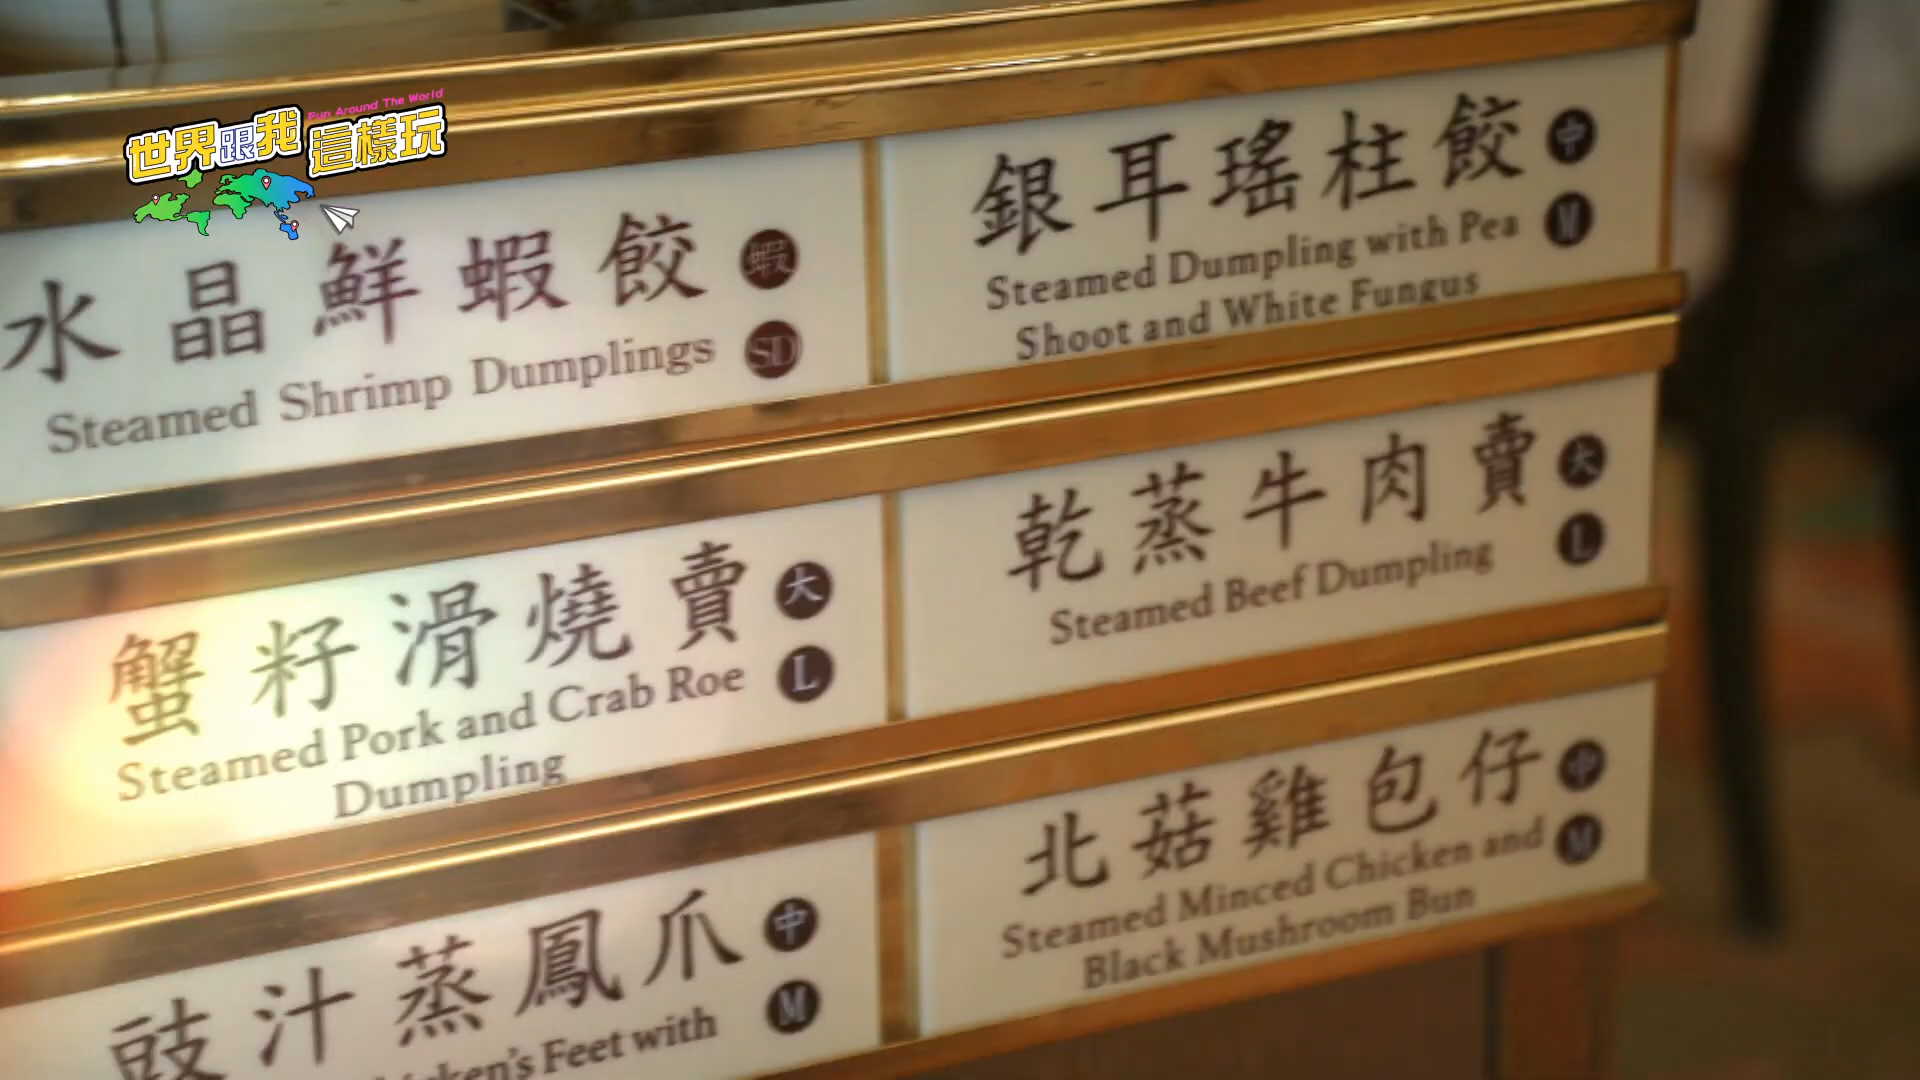 Fun Around The World
世界跟我這樣玩
水晶鮮蝦餃 蝦
Steamed Shrimp Dumplings SD
銀耳瑤柱餃 中
Steamed Dumpling with Pea M
Shoot and White Fungus
蟹籽滑燒賣 大
Steamed Pork and Crab Roe L
Dumpling
乾蒸牛肉賣 大
Steamed Beef Dumpling L
豉汁蒸鳳爪 中
Feet with M
北菇雞包仔 中
Steamed Minced Chicken and M
Black Mushroom Bun